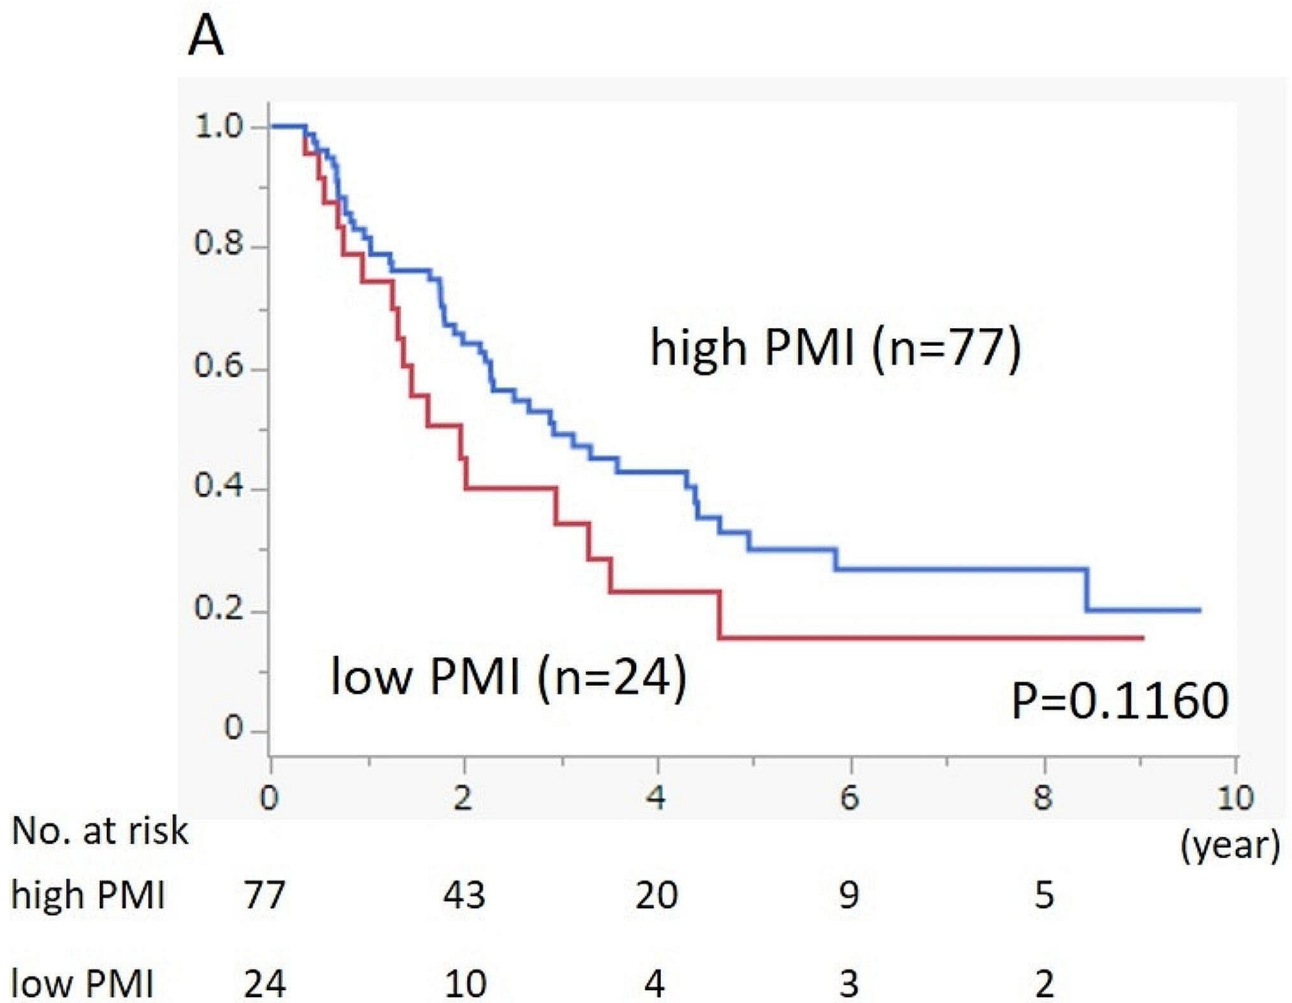 A
1.0
0.8
0.6
0.4
0.2
0
high PMI (n=77)
low PMI (n=24)
P=0.1160
0 2 4 6 8 10
(year)
No. at risk
high PMI 77 43 20 9 5
low PMI 24 10 4 3 2